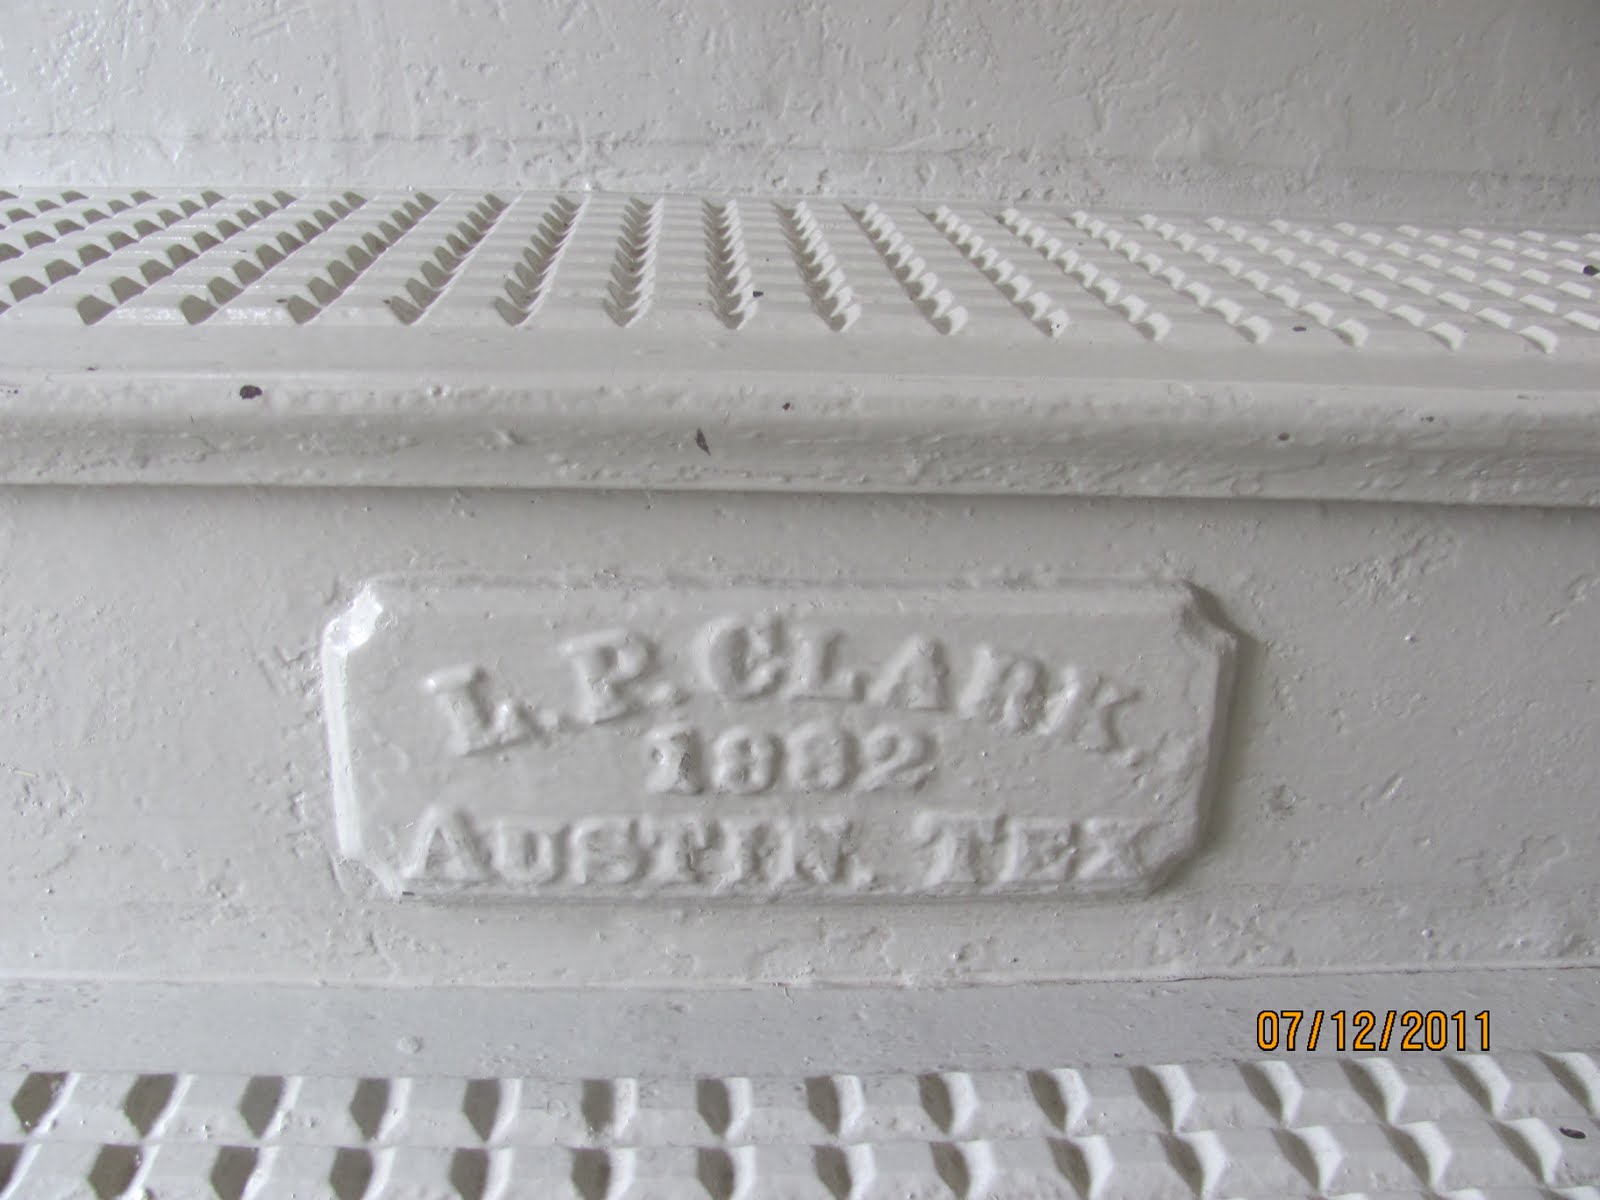 L. P. CLARK.
1882
AUSTIN. TEX
07/12/2011